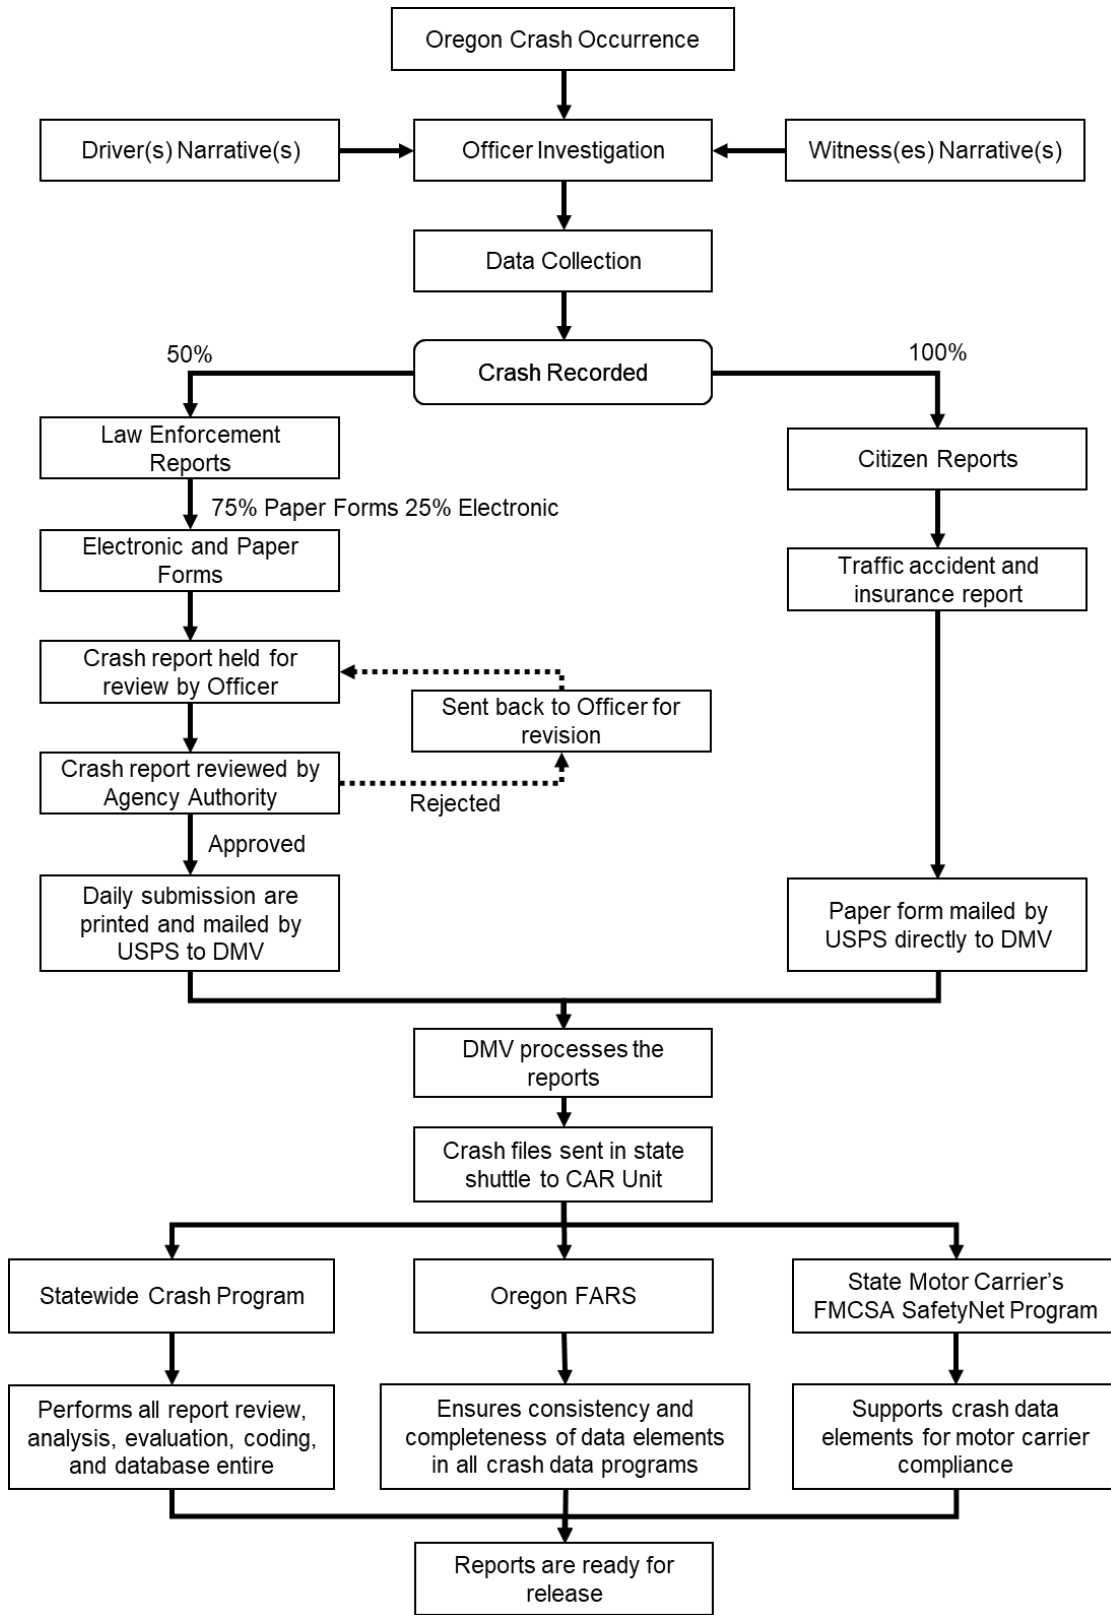 Oregon Crash Occurrence
Driver(s) Narrative(s)
Officer Investigation
Witness(es) Narrative(s)
Data Collection
50%
Crash Recorded
100%
Law Enforcement
Reports
Citizen Reports
75% Paper Forms 25% Electronic
Electronic and Paper
Forms
Traffic accident and
insurance report
Crash report held for
review by Officer
Sent back to Officer for
revision
Crash report reviewed by
Agency Authority
Rejected
Approved
Daily submission are
printed and mailed by
USPS to DMV
Paper form mailed by
USPS directly to DMV
DMV processes the
reports
Crash files sent in state
shuttle to CAR Unit
Statewide Crash Program
Oregon FARS
State Motor Carrier’s
FMCSA SafetyNet Program
Performs all report review,
analysis, evaluation, coding,
and database entire
Ensures consistency and
completeness of data elements
in all crash data programs
Supports crash data
elements for motor carrier
compliance
Reports are ready for
release